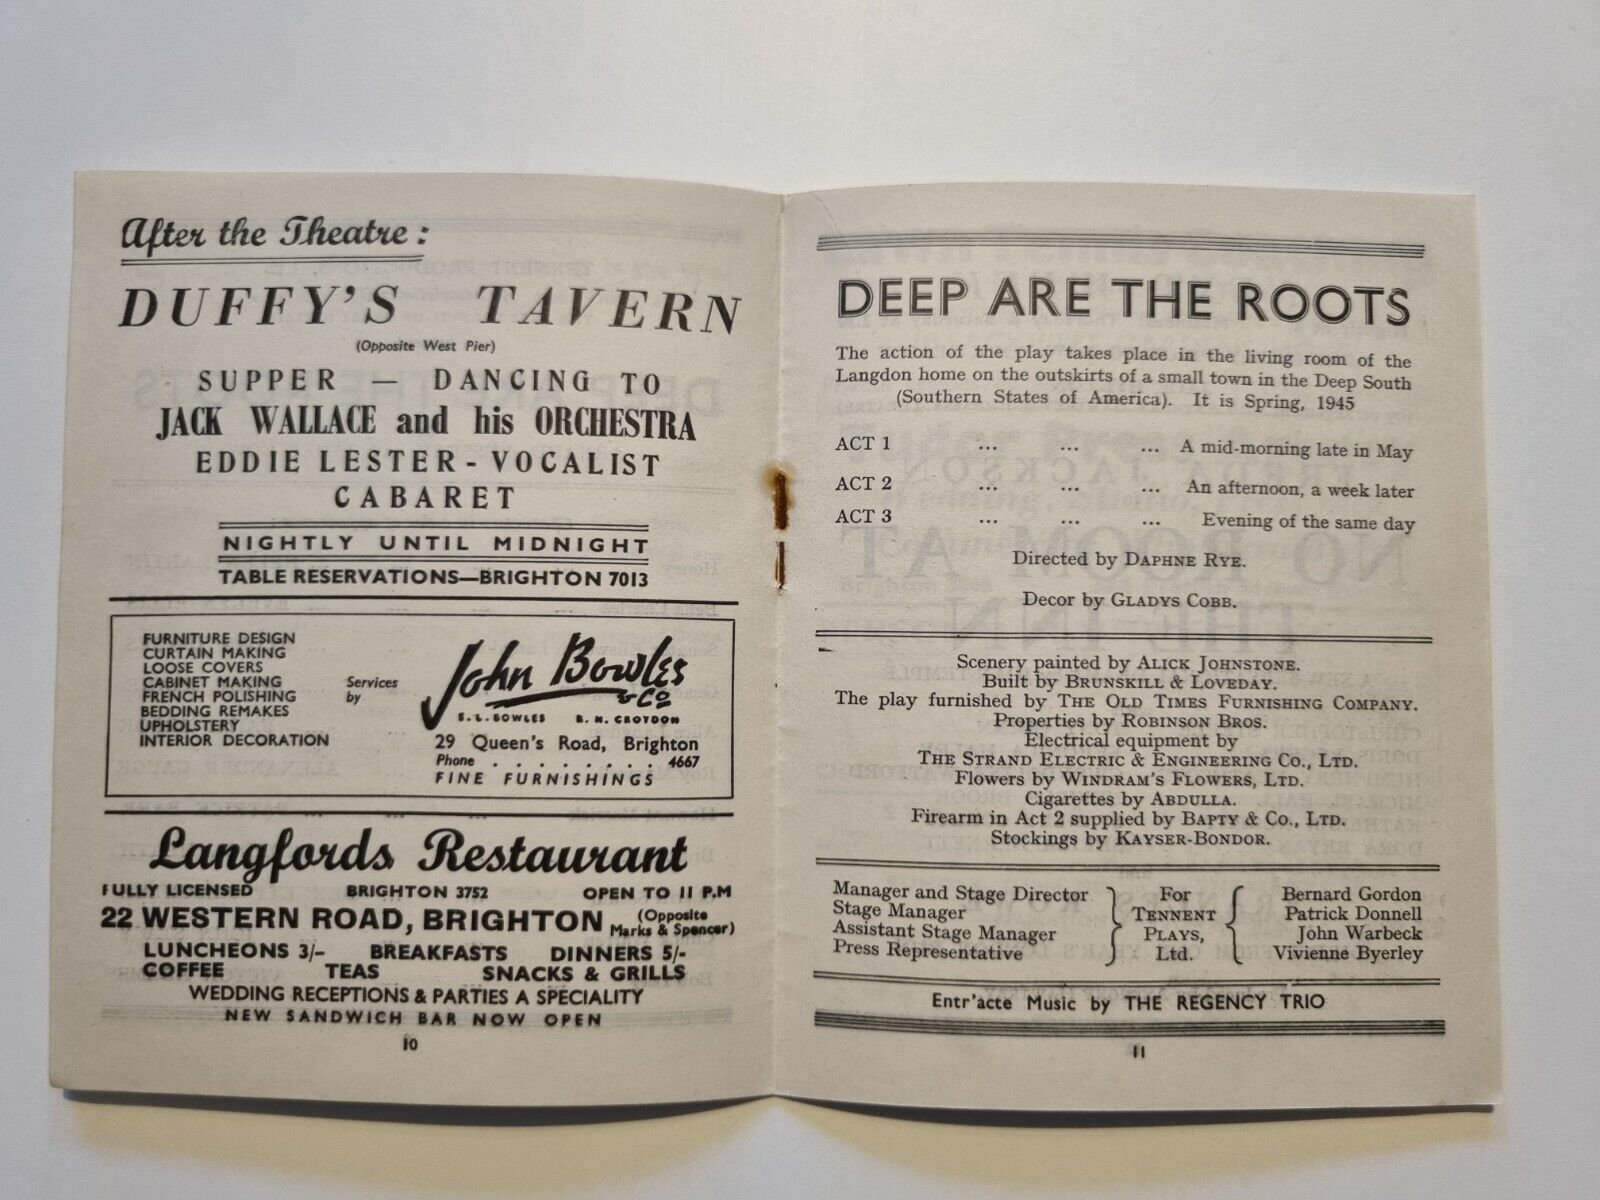 After the Theatre :
DUFFY'S TAVERN
(Opposite West Pier)
SUPPER — DANCING TO
JACK WALLACE and his ORCHESTRA
EDDIE LESTER - VOCALIST
CABARET
NIGHTLY UNTIL MIDNIGHT
TABLE RESERVATIONS—BRIGHTON 7013
FURNITURE DESIGN
CURTAIN MAKING
LOOSE COVERS
CABINET MAKING
FRENCH POLISHING
BEDDING REMAKES
UPHOLSTERY
INTERIOR DECORATION
Services
by
John Bowles
& Co
E. L. BOWLES R. N. CROYDON
29 Queen's Road, Brighton
Phone . . . . . . . . 4667
FINE FURNISHINGS
Langfords Restaurant
FULLY LICENSED BRIGHTON 3752 OPEN TO 11 P.M
22 WESTERN ROAD, BRIGHTON (Opposite Marks & Spencer)
LUNCHEONS 3/- BREAKFASTS DINNERS 5/-
COFFEE TEAS SNACKS & GRILLS
WEDDING RECEPTIONS & PARTIES A SPECIALITY
NEW SANDWICH BAR NOW OPEN
10
DEEP ARE THE ROOTS
The action of the play takes place in the living room of the
Langdon home on the outskirts of a small town in the Deep South
(Southern States of America). It is Spring, 1945
ACT 1 ... ... ... A mid-morning late in May
ACT 2 ... ... ... An afternoon, a week later
ACT 3 ... ... ... Evening of the same day
Directed by DAPHNE RYE.
Decor by GLADYS COBB.
Scenery painted by ALICK JOHNSTONE.
Built by BRUNSKILL & LOVEDAY.
The play furnished by THE OLD TIMES FURNISHING COMPANY.
Properties by ROBINSON BROS.
Electrical equipment by
THE STRAND ELECTRIC & ENGINEERING CO., LTD.
Flowers by WINDRAM'S FLOWERS, LTD.
Cigarettes by ABDULLA.
Firearm in Act 2 supplied by BAPTY & CO., LTD.
Stockings by KAYSER-BONDOR.
Manager and Stage Director
Stage Manager
Assistant Stage Manager
Press Representative
For
TENNENT
PLAYS,
Ltd.
Bernard Gordon
Patrick Donnell
John Warbeck
Vivienne Byerley
Entr'acte Music by THE REGENCY TRIO
11